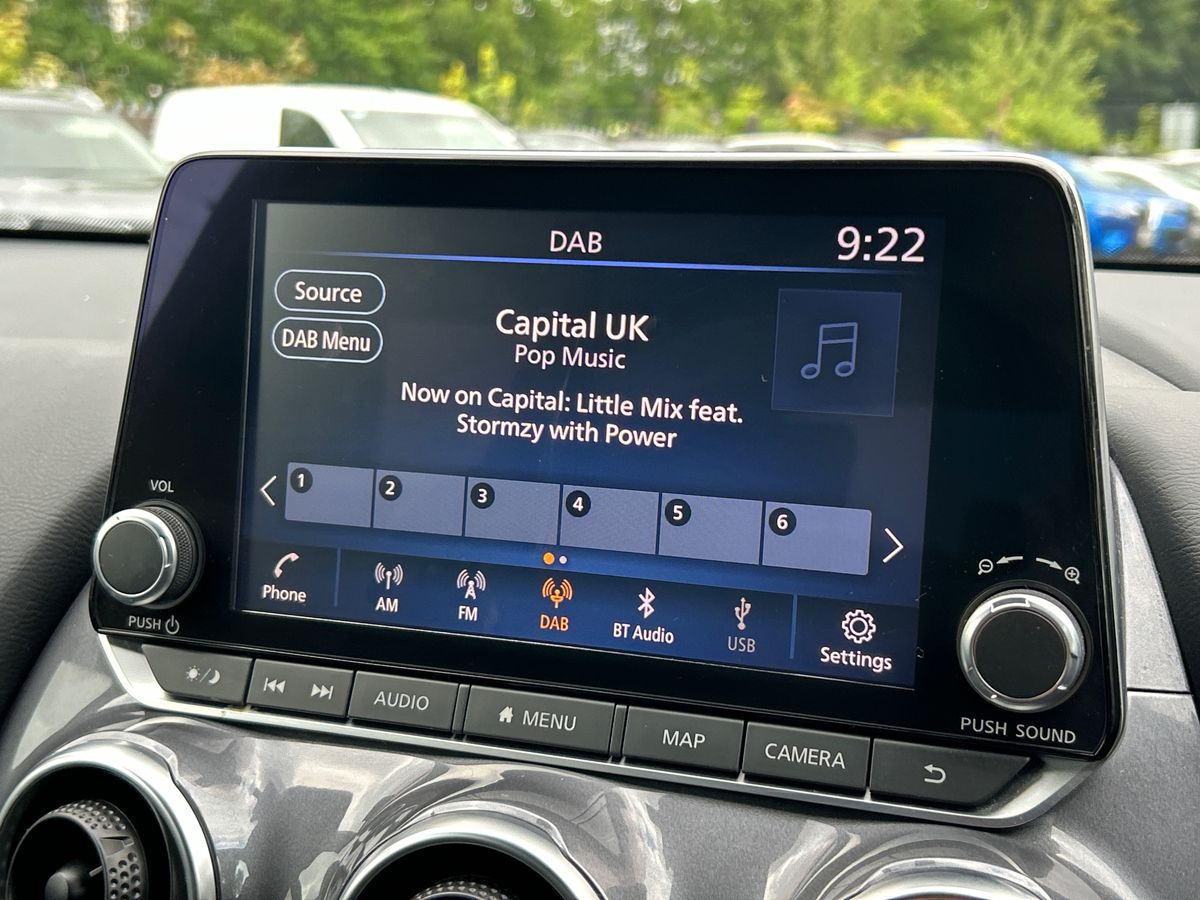 DAB
9:22
Source
DAB Menu
Capital UK
Pop Music
Now on Capital: Little Mix feat.
Stormzy with Power
1 2 3 4 5 6
Phone AM FM DAB BT Audio USB Settings
VOL
PUSH
PUSH SOUND
AUDIO MENU MAP CAMERA